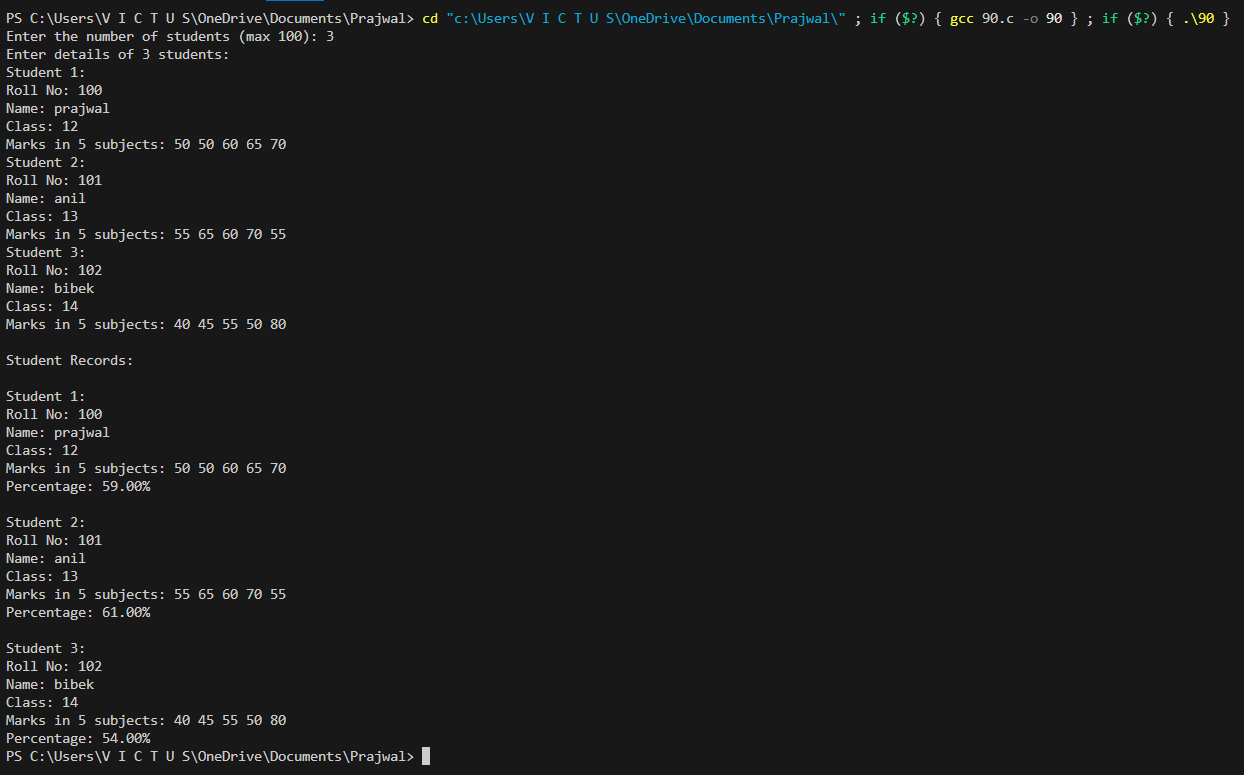 PS C:\Users\V I C T U S\OneDrive\Documents\Prajwal> cd "c:\Users\V I C T U S\OneDrive\Documents\Prajwal\" ; if ($?) { gcc 90.c -o 90 } ; if ($?) { .\90 }
Enter the number of students (max 100): 3
Enter details of 3 students:
Student 1:
Roll No: 100
Name: prajwal
Class: 12
Marks in 5 subjects: 50 50 60 65 70
Student 2:
Roll No: 101
Name: anil
Class: 13
Marks in 5 subjects: 55 65 60 70 55
Student 3:
Roll No: 102
Name: bibek
Class: 14
Marks in 5 subjects: 40 45 55 50 80
Student Records:
Student 1:
Roll No: 100
Name: prajwal
Class: 12
Marks in 5 subjects: 50 50 60 65 70
Percentage: 59.00%
Student 2:
Roll No: 101
Name: anil
Class: 13
Marks in 5 subjects: 55 65 60 70 55
Percentage: 61.00%
Student 3:
Roll No: 102
Name: bibek
Class: 14
Marks in 5 subjects: 40 45 55 50 80
Percentage: 54.00%
PS C:\Users\V I C T U S\OneDrive\Documents\Prajwal>